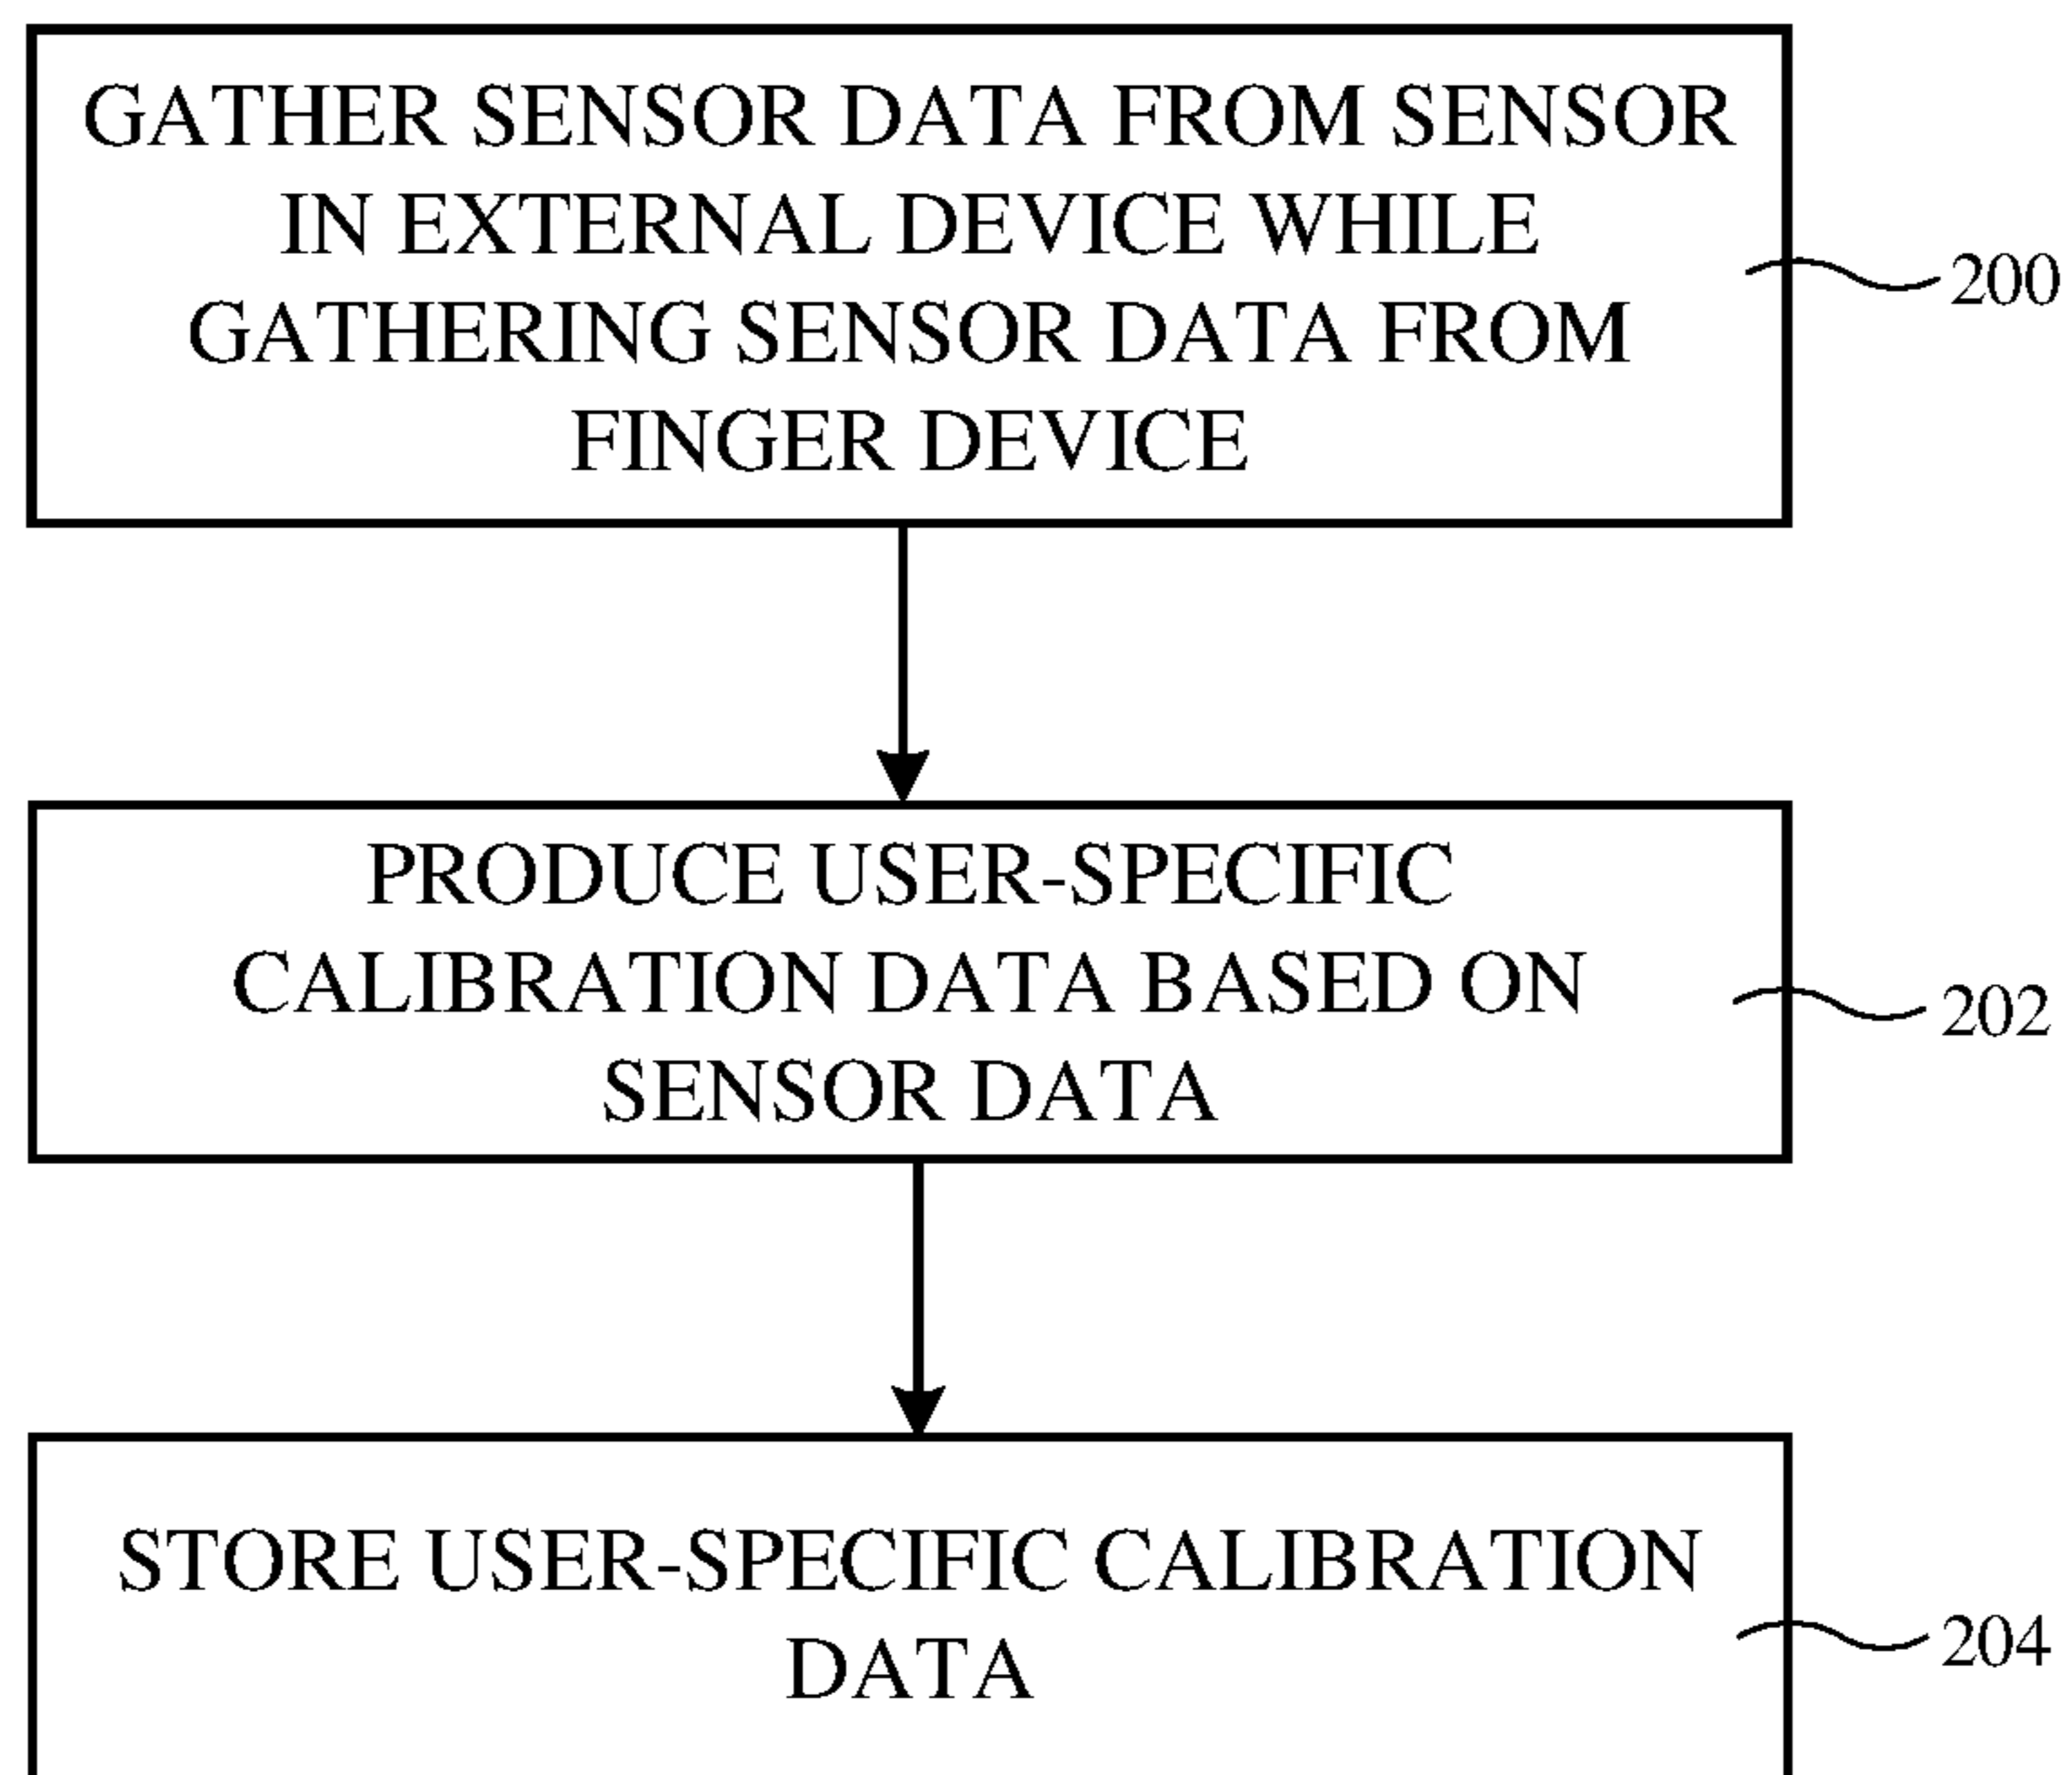 GATHER SENSOR DATA FROM SENSOR
IN EXTERNAL DEVICE WHILE
GATHERING SENSOR DATA FROM
FINGER DEVICE
200
PRODUCE USER-SPECIFIC
CALIBRATION DATA BASED ON
SENSOR DATA
202
STORE USER-SPECIFIC CALIBRATION
DATA
204